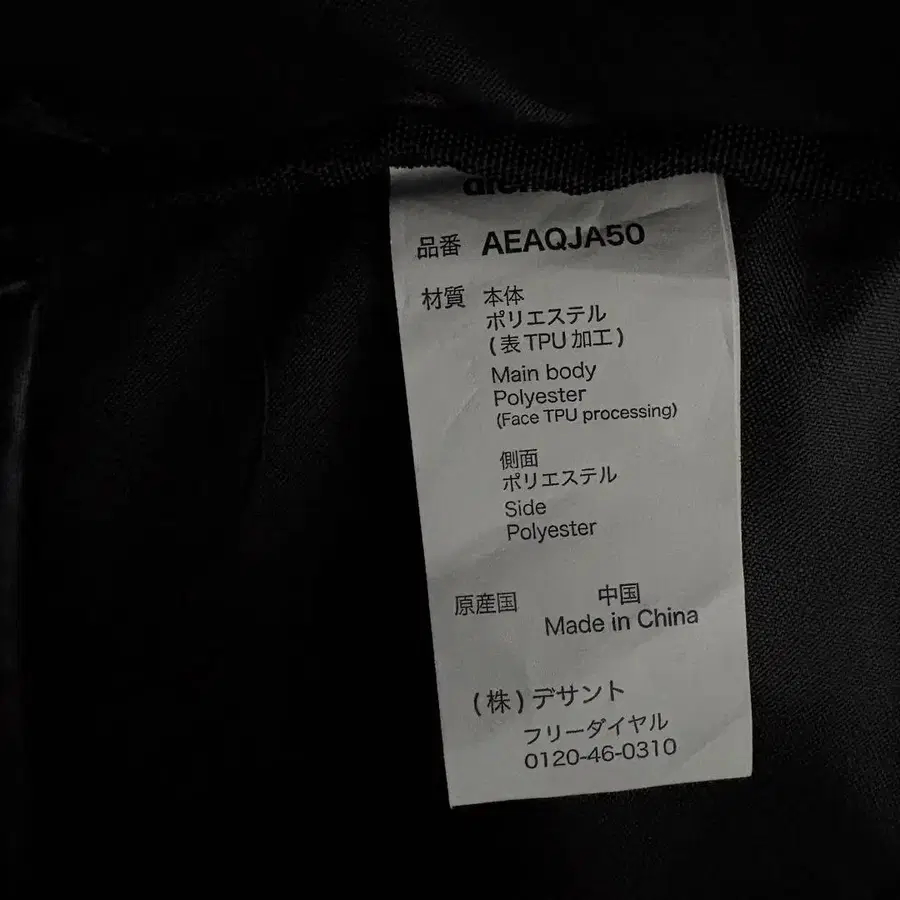 品番 AEAQJA50
材質 本体
ポリエステル
(表TPU加工)
Main body
Polyester
(Face TPU processing)
側面
ポリエステル
Side
Polyester
原産国 中国
Made in China
(株)デサント
フリーダイヤル
0120-46-0310